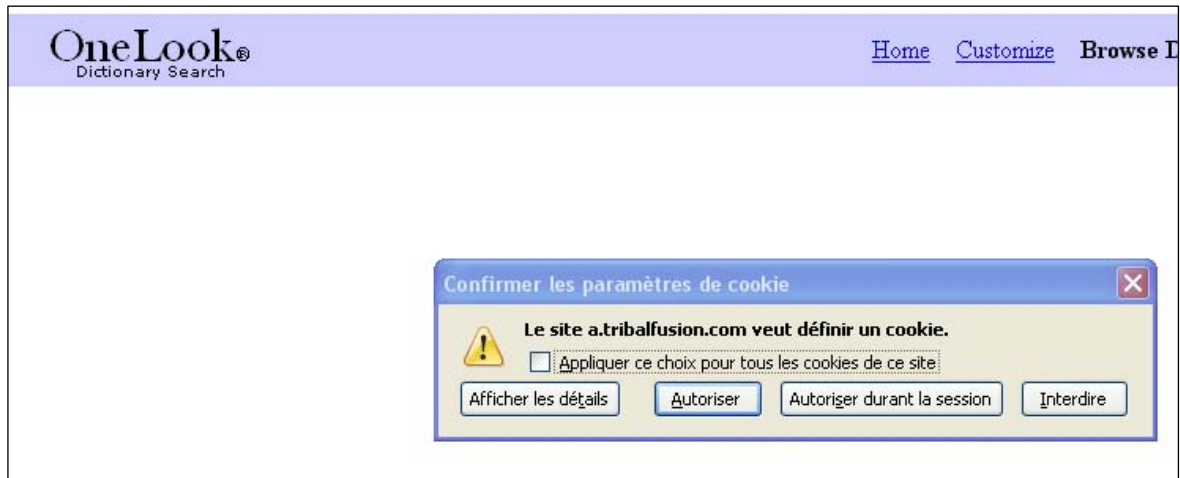 OneLook®
Dictionary Search
Home Customize Browse D
Confirmer les paramètres de cookie
Le site a.tribalfusion.com veut définir un cookie.
Appliquer ce choix pour tous les cookies de ce site
Afficher les détails Autoriser Autoriser durant la session Interdire